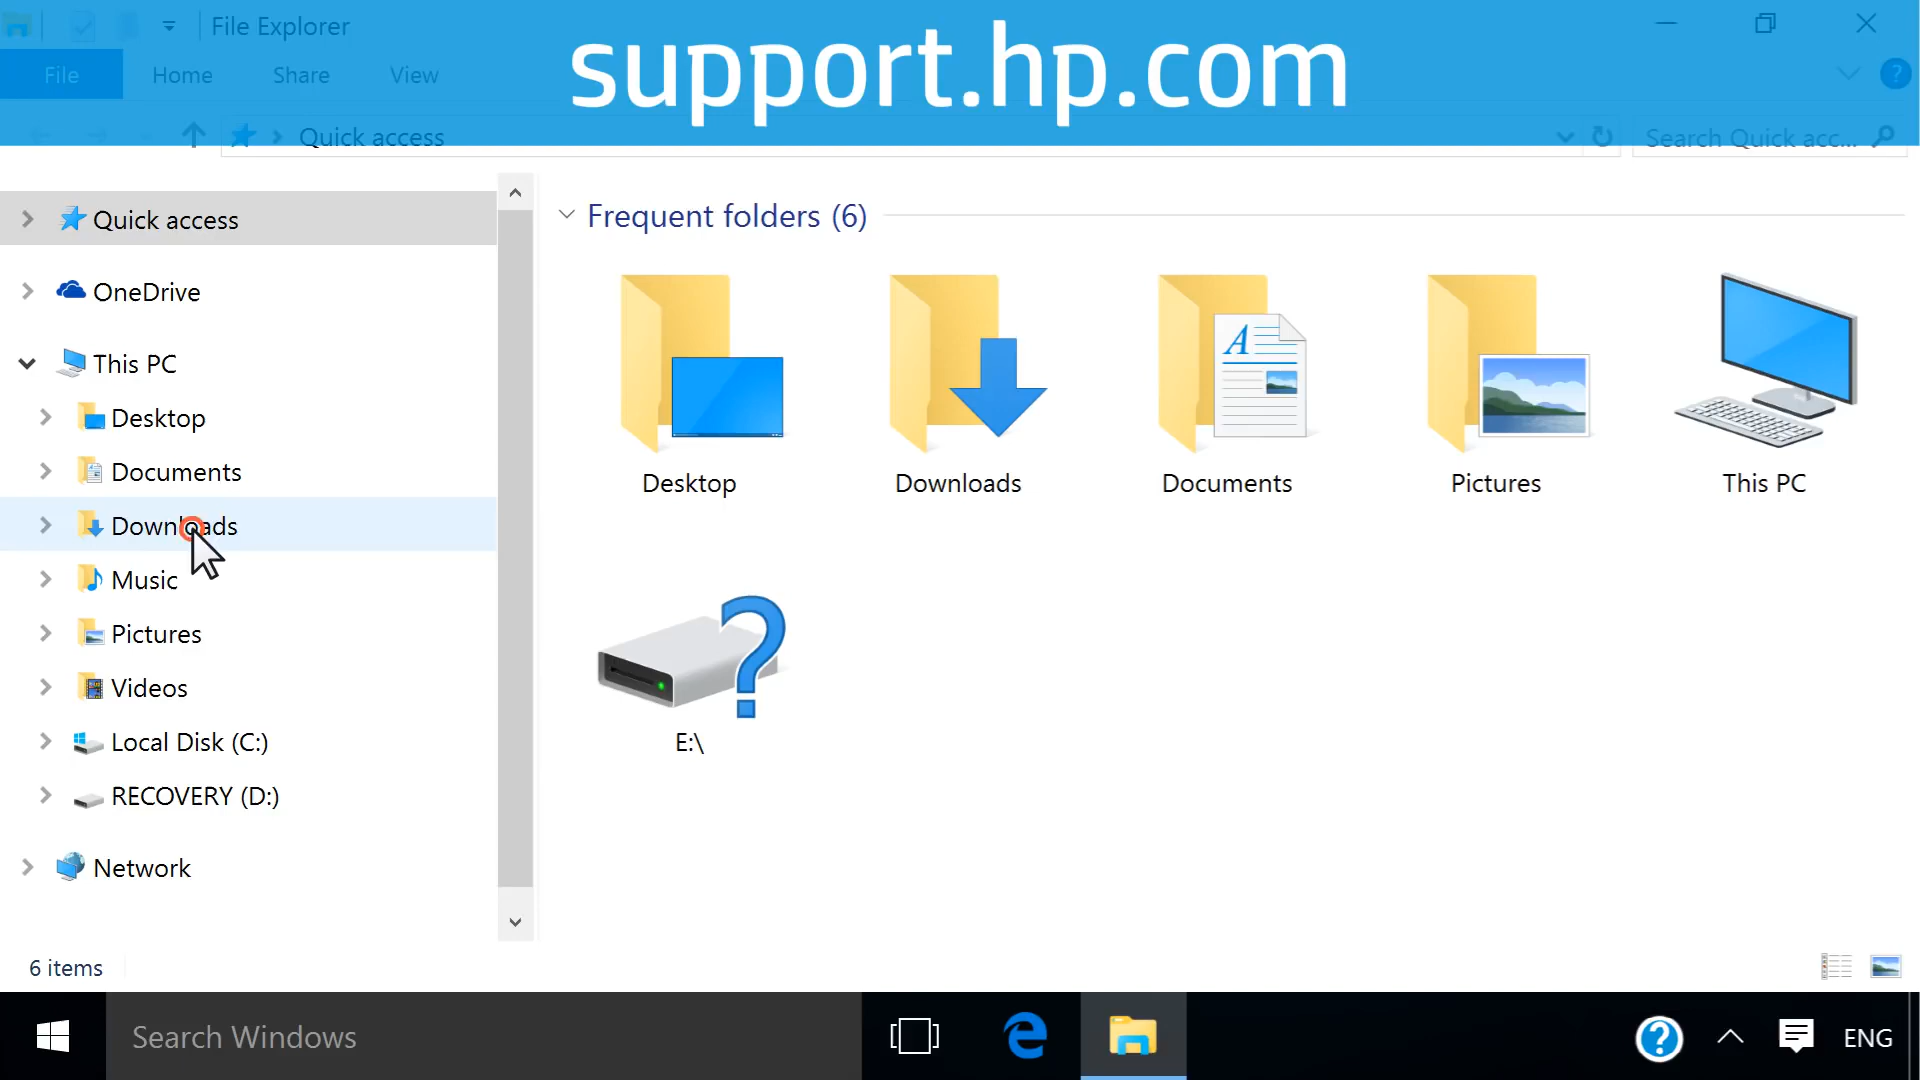 File Explorer
support.hp.com
File
Home
Share
View
Quick access
Search Quick acc...
Quick access
OneDrive
This PC
Desktop
Documents
Downloads
Music
Pictures
Videos
Local Disk (C:)
RECOVERY (D:)
Network
Frequent folders (6)
Desktop
Downloads
Documents
Pictures
This PC
E:\
6 items
Search Windows
ENG